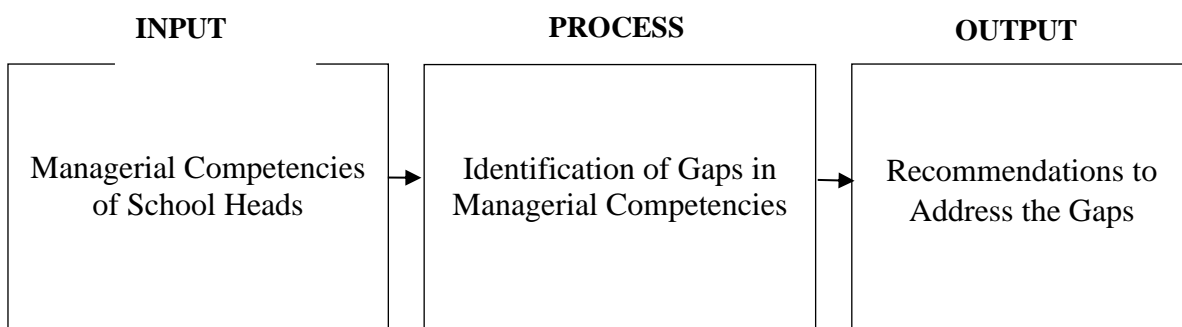 INPUT
PROCESS
OUTPUT
Managerial Competencies
of School Heads
Identification of Gaps in
Managerial Competencies
Recommendations to
Address the Gaps